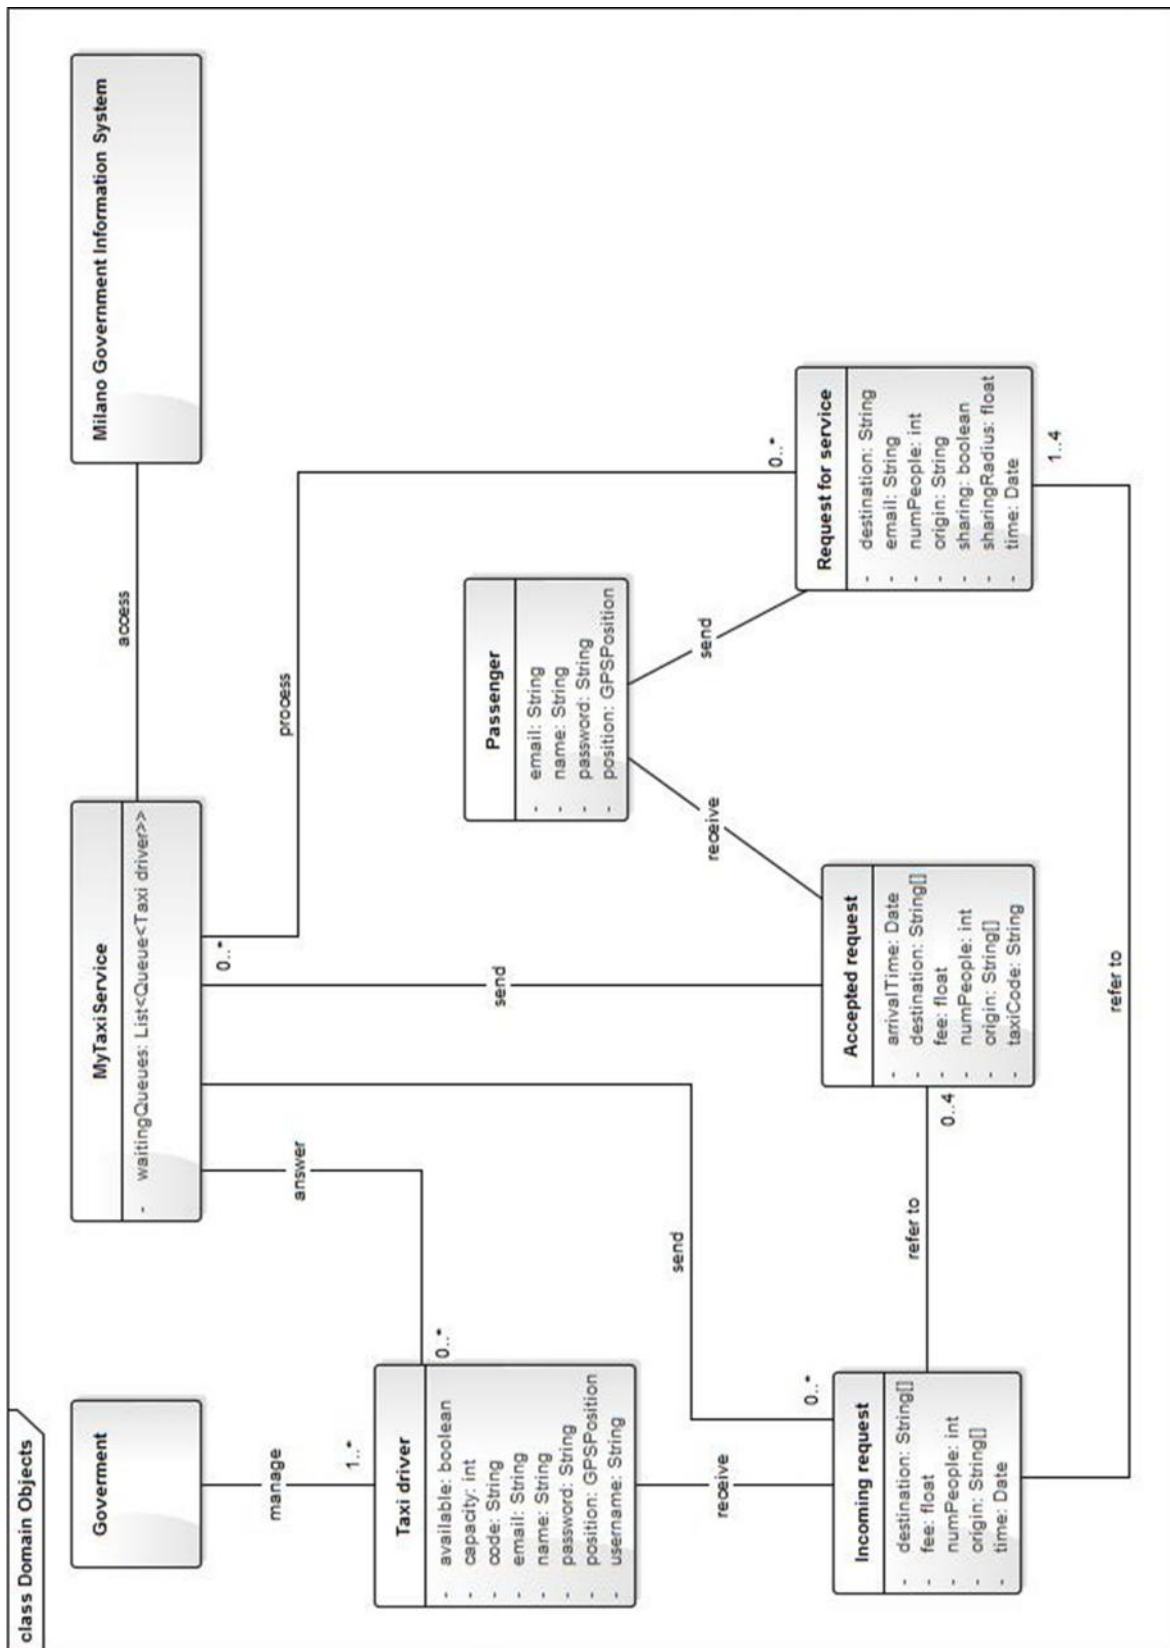 class Domain Objects
Goverment
MyTaxiService
- waitingQueues: List<Queue<Taxi driver>>
Milano Government Information System
access
manage
1..*
answer
0..*
0..*
process
send
send
Taxi driver
- available: boolean
- capacity: int
- code: String
- email: String
- name: String
- password: String
- position: GPSPosition
- username: String
Passenger
- email: String
- name: String
- password: String
- position: GPSPosition
receive
receive
send
0..*
0..*
Incoming request
- destination: String[]
- fee: float
- numPeople: int
- origin: String[]
- time: Date
refer to
0..4
Accepted request
- arrivalTime: Date
- destination: String[]
- fee: float
- numPeople: int
- origin: String[]
- taxiCode: String
Request for service
- destination: String
- email: String
- numPeople: int
- origin: String
- sharing: boolean
- sharingRadius: float
- time: Date
1..4
refer to